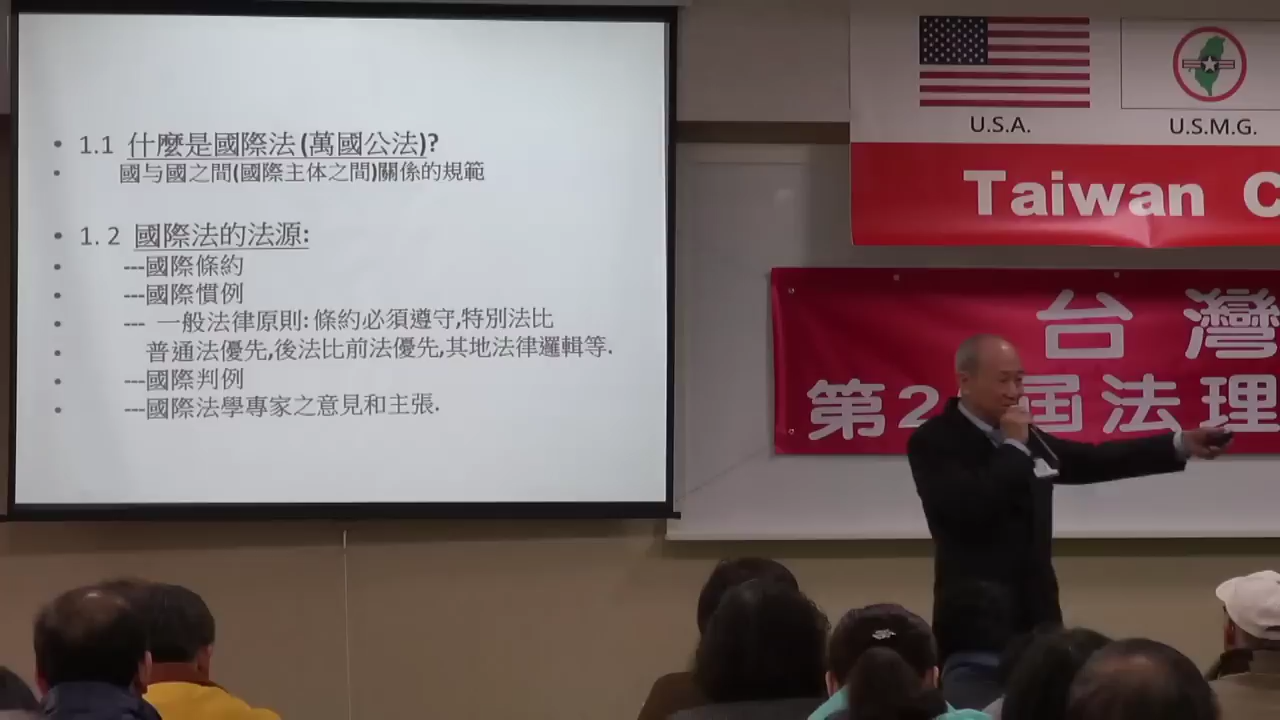 • 1.1 什麼是國際法(萬國公法)?
• 國与國之間(國際主体之間)關係的規範
• 1. 2 國際法的法源:
• ---國際條約
• ---國際慣例
• --- 一般法律原則: 條約必須遵守,特別法比
• 普通法優先,後法比前法優先,其地法律邏輯等.
• ---國際判例
• ---國際法學專家之意見和主張.
U.S.A.
U.S.M.G.
Taiwan C
台灣
第2 屆法理